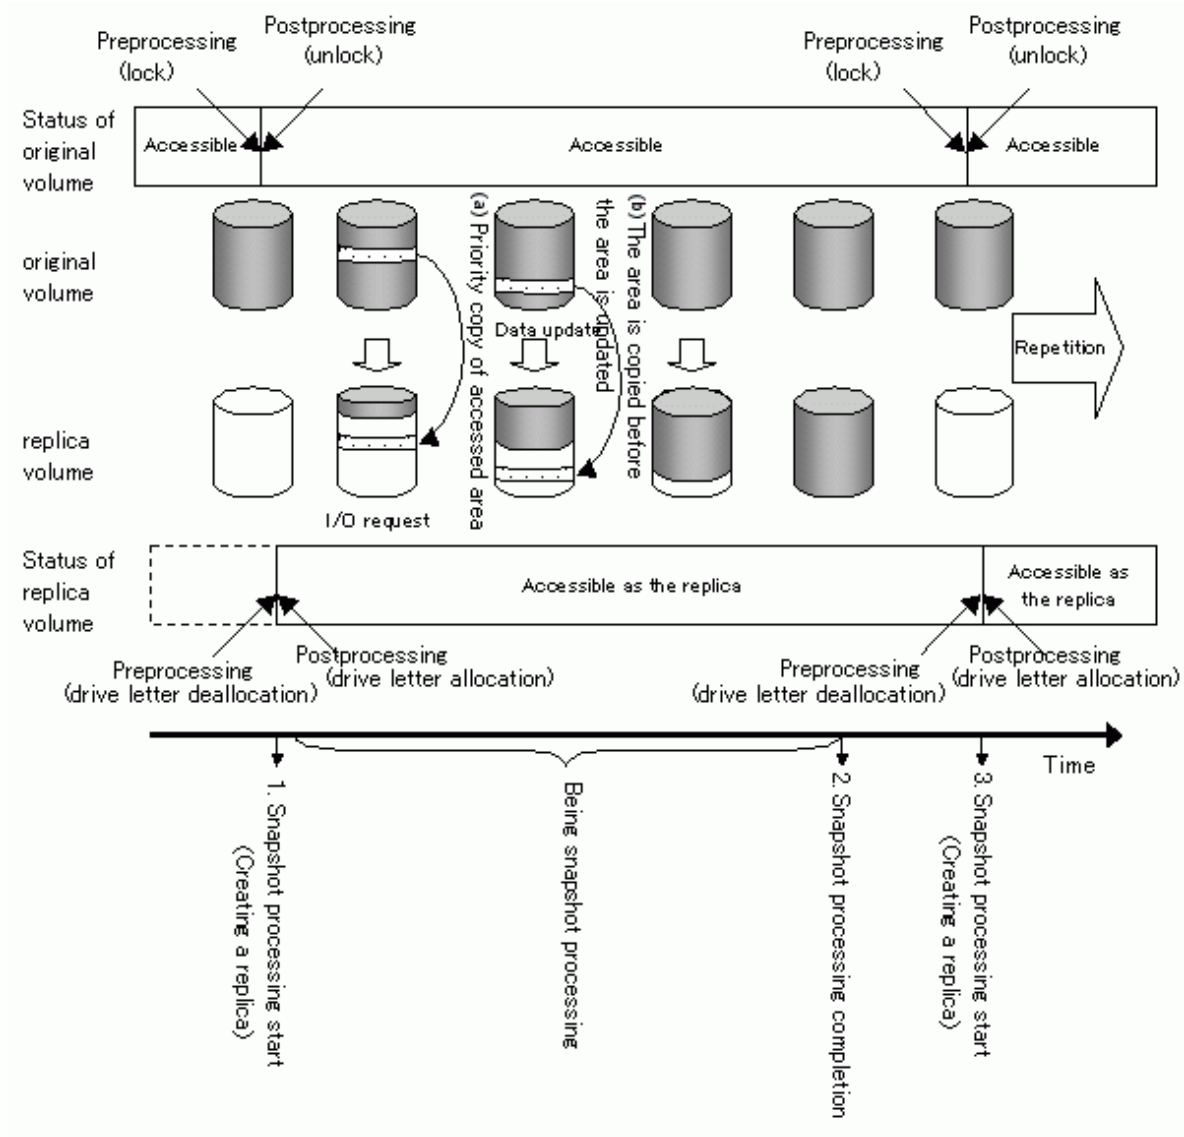 Preprocessing
(lock)
Postprocessing
(unlock)
Preprocessing
(lock)
Postprocessing
(unlock)
Status of
original
volume
Accessible
Accessible
Accessible
original
volume
(a) Priority copy of accessed area
(b) The area is copied before
the area is updated
Data update
Repetition
replica
volume
I/O request
Status of
replica
volume
Accessible as the replica
Accessible as
the replica
Preprocessing
(drive letter deallocation)
Postprocessing
(drive letter allocation)
Preprocessing
(drive letter deallocation)
Postprocessing
(drive letter allocation)
Time
1. Snapshot processing start
(Creating a replica)
Being snapshot processing
2. Snapshot processing completion
3. Snapshot processing start
(Creating a replica)